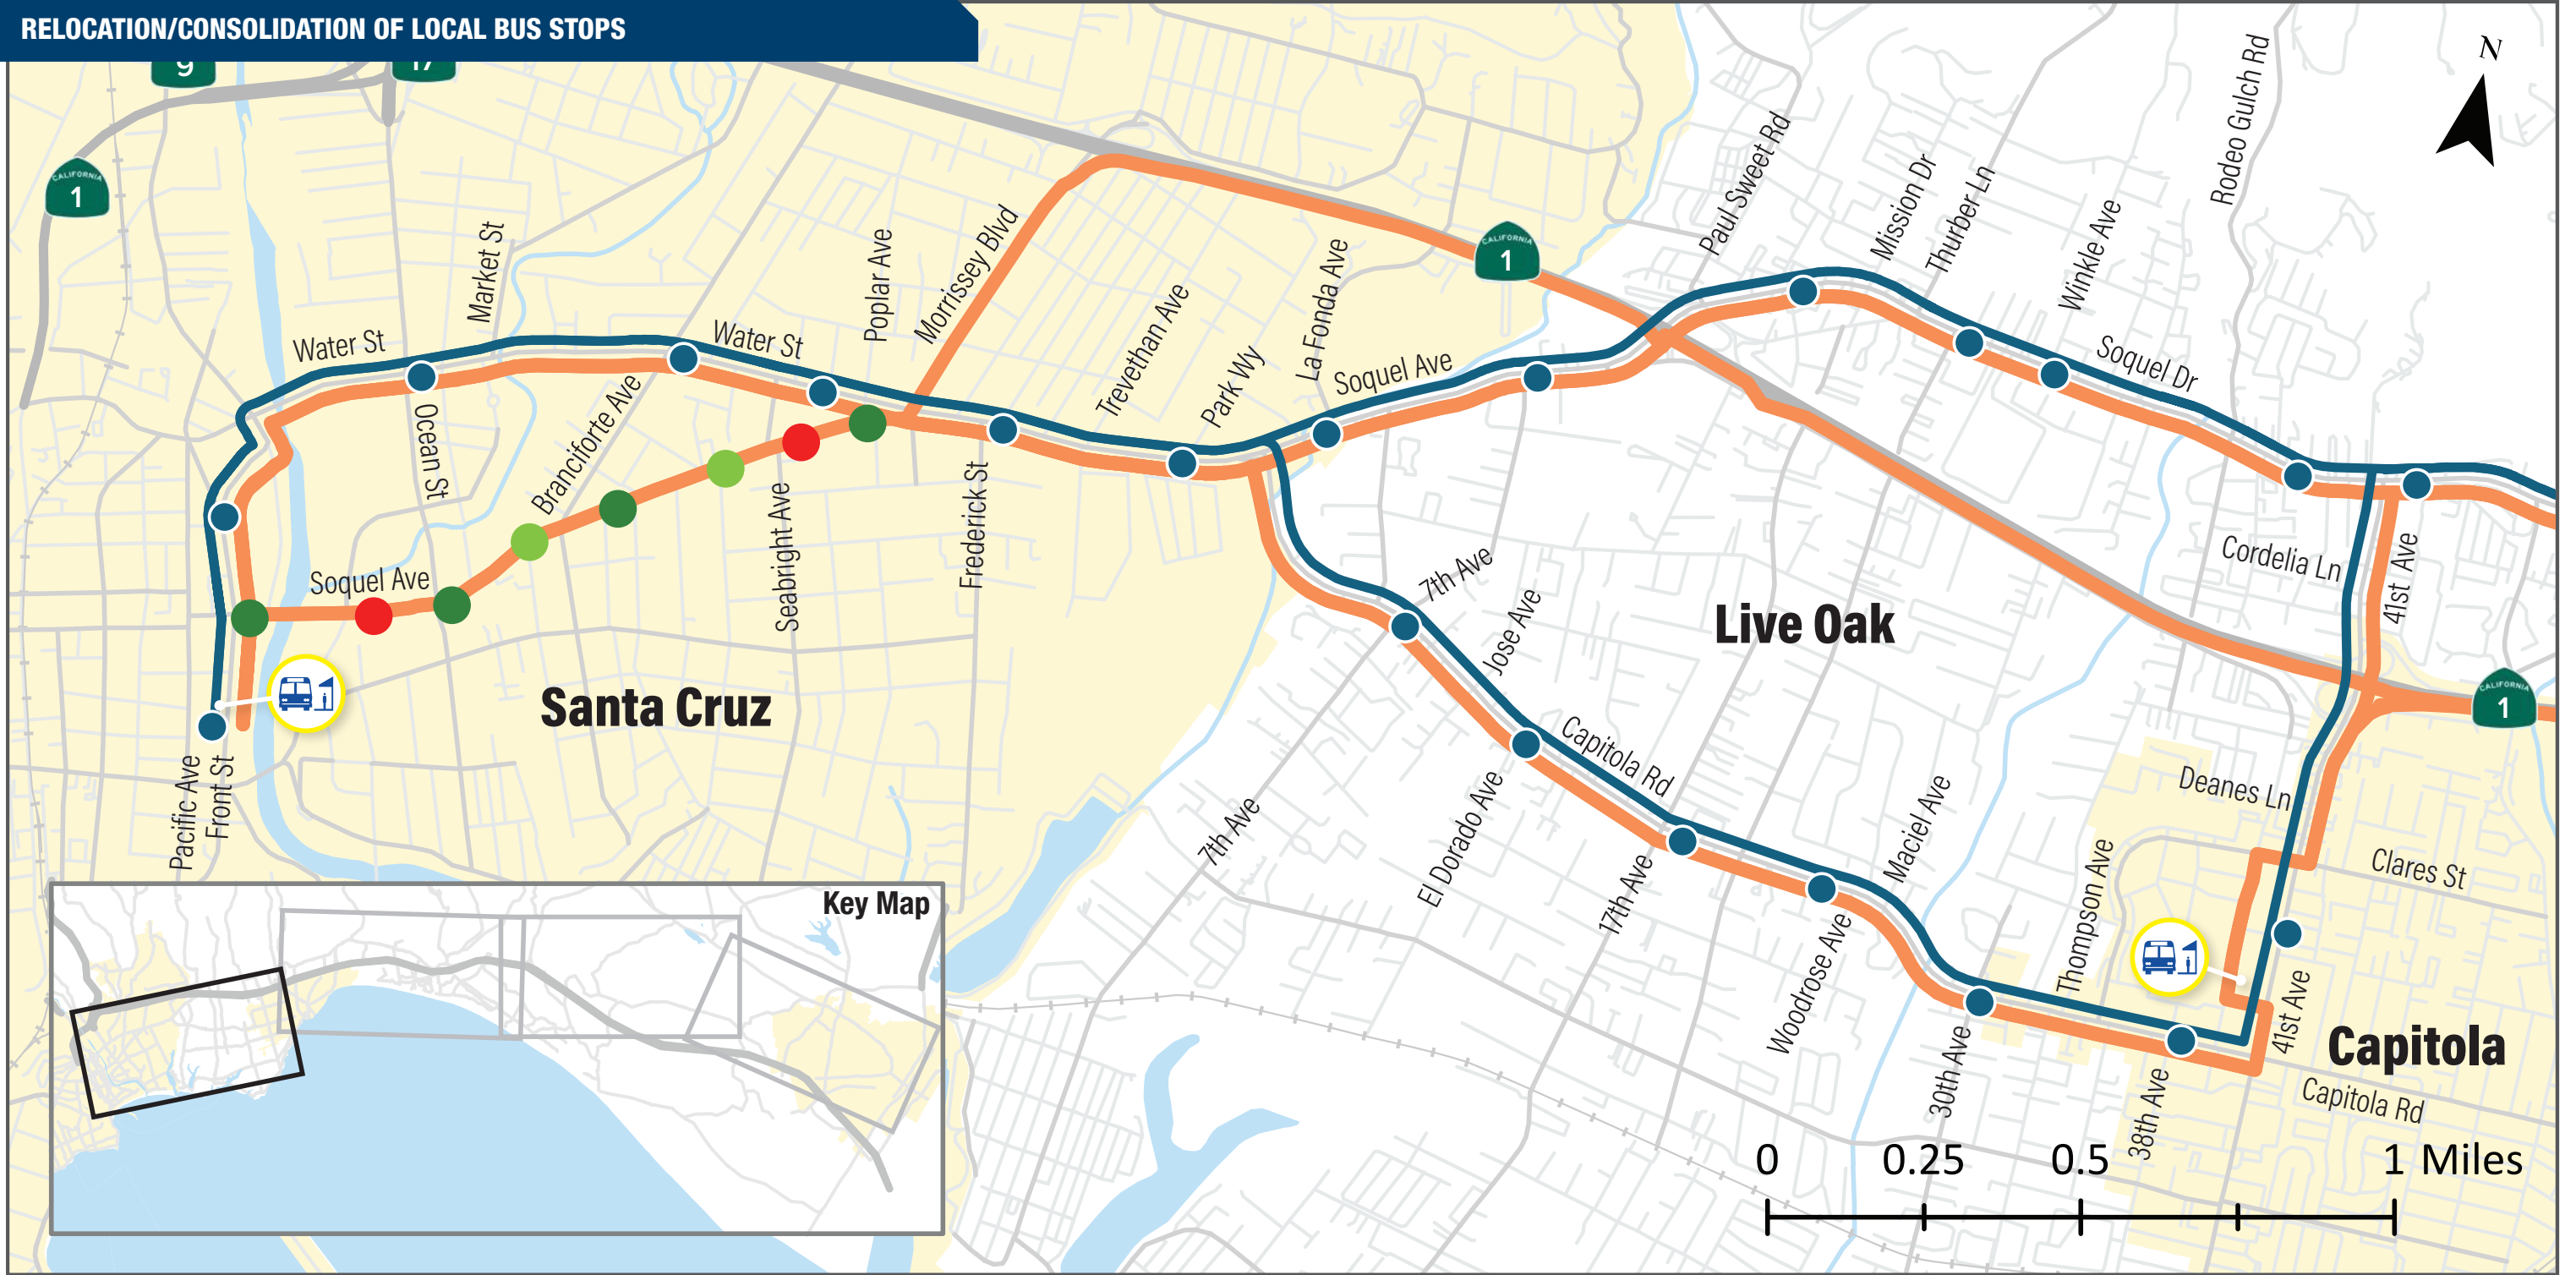 RELOCATION/CONSOLIDATION OF LOCAL BUS STOPS
9
17
N
CALIFORNIA
1
CALIFORNIA
1
CALIFORNIA
1
Water St
Market St
Water St
Poplar Ave
Morrissey Blvd
Trevethan Ave
Park Wy
La Fonda Ave
Soquel Ave
Paul Sweet Rd
Mission Dr
Thurber Ln
Winkle Ave
Rodeo Gulch Rd
Soquel Dr
Ocean St
Branciforte Ave
Soquel Ave
Seabright Ave
Frederick St
7th Ave
Jose Ave
Live Oak
Cordelia Ln
41st Ave
Santa Cruz
Pacific Ave
Front St
Capitola Rd
7th Ave
El Dorado Ave
17th Ave
Woodrose Ave
Maciel Ave
Thompson Ave
30th Ave
38th Ave
Deanes Ln
Clares St
41st Ave
Capitola
Capitola Rd
Key Map
0
0.25
0.5
1 Miles